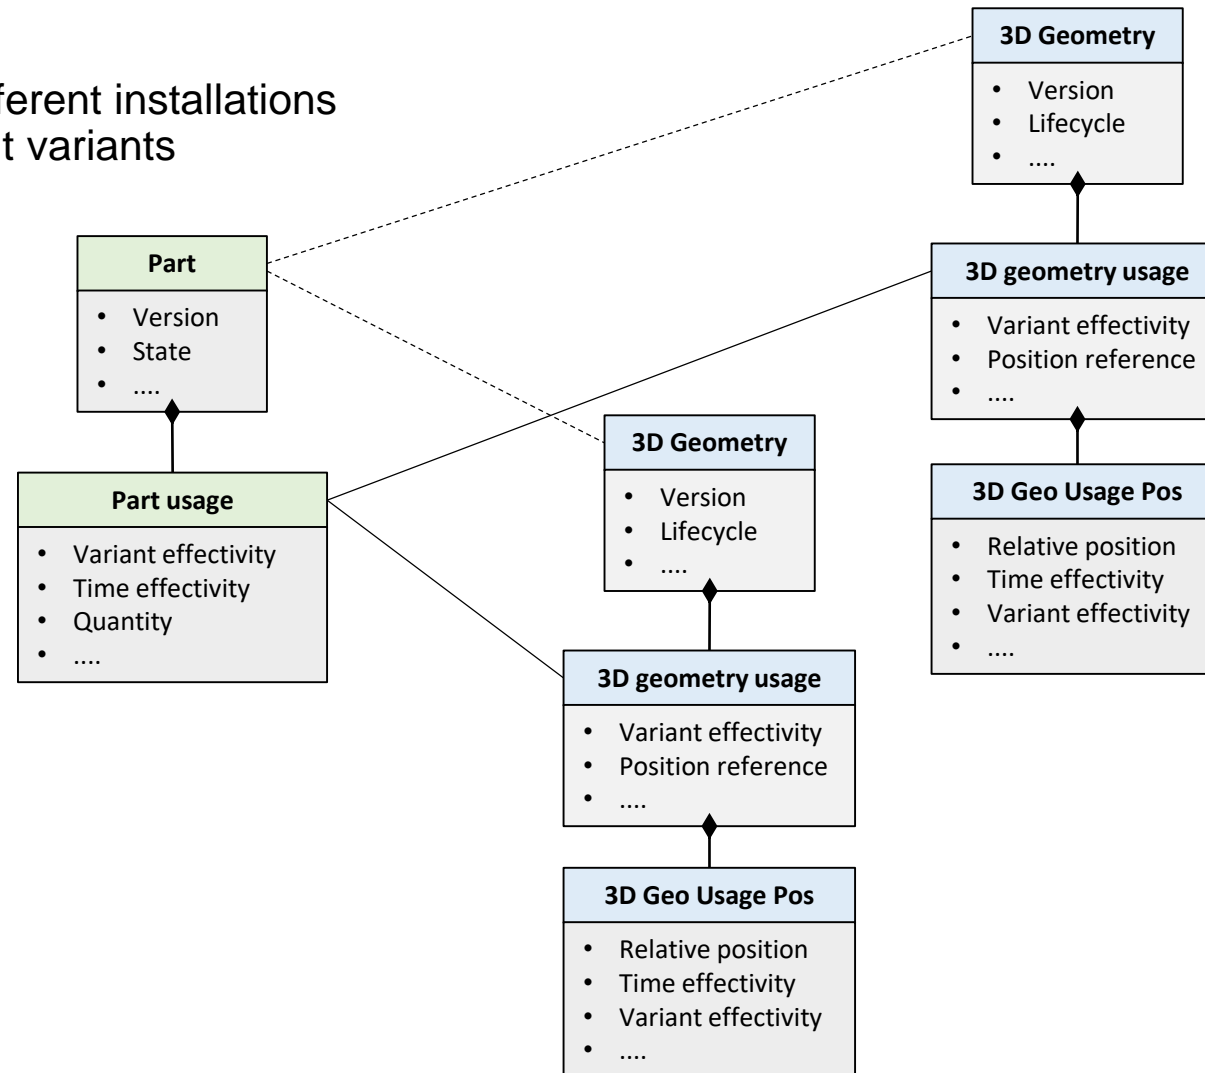 3D Geometry
• Version
• Lifecycle
• ....
installations
variants
Part
• Version
• State
• ....
3D geometry usage
• Variant effectivity
• Position reference
• ....
Part usage
• Variant effectivity
• Time effectivity
• Quantity
• ....
3D Geometry
• Version
• Lifecycle
• ....
3D Geo Usage Pos
• Relative position
• Time effectivity
• Variant effectivity
• ....
3D geometry usage
• Variant effectivity
• Position reference
• ....
3D Geo Usage Pos
• Relative position
• Time effectivity
• Variant effectivity
• ....